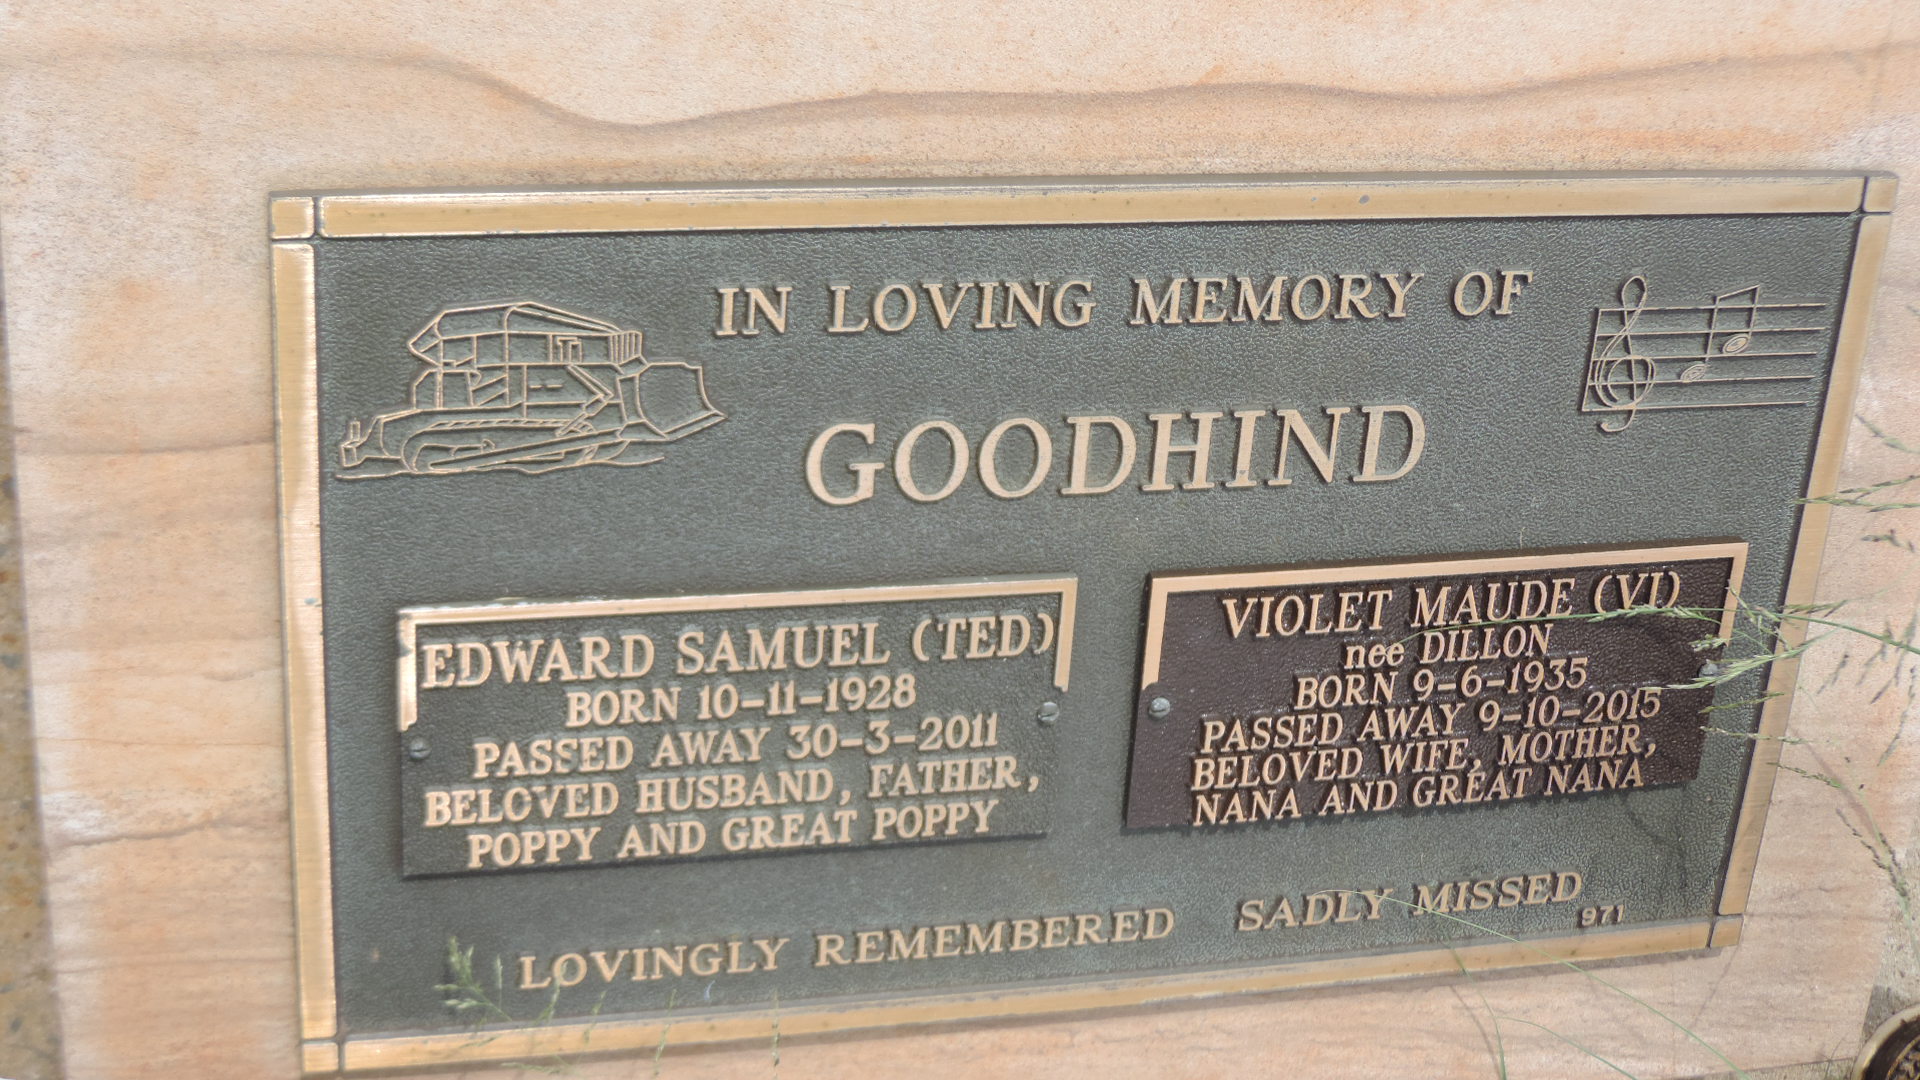 IN LOVING MEMORY OF
GOODHIND
EDWARD SAMUEL (TED)
BORN 10-11-1928
PASSED AWAY 30-3-2011
BELOVED HUSBAND, FATHER,
POPPY AND GREAT POPPY
VIOLET MAUDE (VI)
nee DILLON
BORN 9-6-1935
PASSED AWAY 9-10-2015
BELOVED WIFE, MOTHER,
NANA AND GREAT NANA
LOVINGLY REMEMBERED SADLY MISSED
971